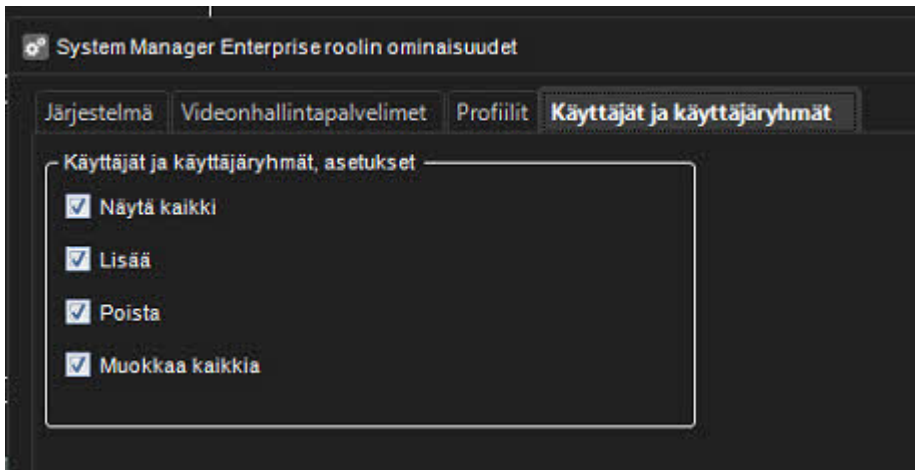 System Manager Enterprise roolin ominaisuudet
Järjestelmä Videonhallintapalvelimet Profiilit Käyttäjät ja käyttäjäryhmät
Käyttäjät ja käyttäjäryhmät, asetukset
Näytä kaikki
Lisää
Poista
Muokkaa kaikkia